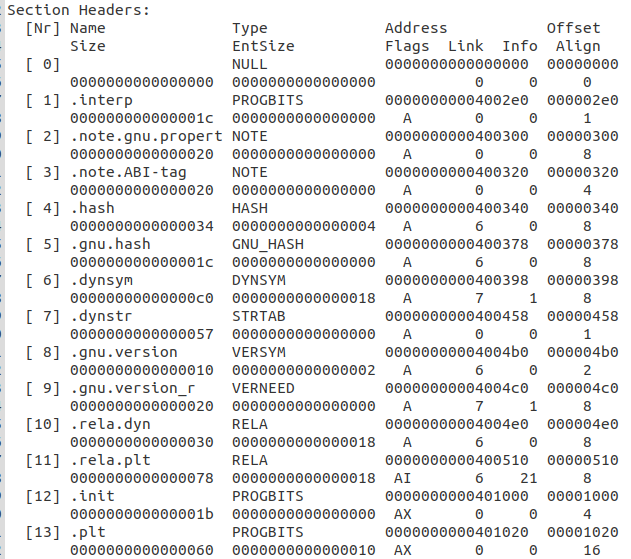 Section Headers:
[Nr] Name Type Address Offset
Size EntSize Flags Link Info Align
[ 0] NULL 0000000000000000 00000000
0000000000000000 0000000000000000 0 0 0
[ 1] .interp PROGBITS 00000000004002e0 000002e0
000000000000001c 0000000000000000 A 0 0 1
[ 2] .note.gnu.propert NOTE 0000000000400300 00000300
0000000000000020 0000000000000000 A 0 0 8
[ 3] .note.ABI-tag NOTE 0000000000400320 00000320
0000000000000020 0000000000000000 A 0 0 4
[ 4] .hash HASH 0000000000400340 00000340
0000000000000034 0000000000000004 A 6 0 8
[ 5] .gnu.hash GNU_HASH 0000000000400378 00000378
000000000000001c 0000000000000000 A 6 0 8
[ 6] .dynsym DYNSYM 0000000000400398 00000398
00000000000000c0 0000000000000018 A 7 1 8
[ 7] .dynstr STRTAB 0000000000400458 00000458
0000000000000057 0000000000000000 A 0 0 1
[ 8] .gnu.version VERSYM 00000000004004b0 000004b0
0000000000000010 0000000000000002 A 6 0 2
[ 9] .gnu.version_r VERNEED 00000000004004c0 000004c0
0000000000000020 0000000000000000 A 7 1 8
[10] .rela.dyn RELA 00000000004004e0 000004e0
0000000000000030 0000000000000018 A 6 0 8
[11] .rela.plt RELA 0000000000400510 00000510
0000000000000078 0000000000000018 AI 6 21 8
[12] .init PROGBITS 0000000000401000 00001000
000000000000001b 0000000000000000 AX 0 0 4
[13] .plt PROGBITS 0000000000401020 00001020
0000000000000060 0000000000000010 AX 0 0 16